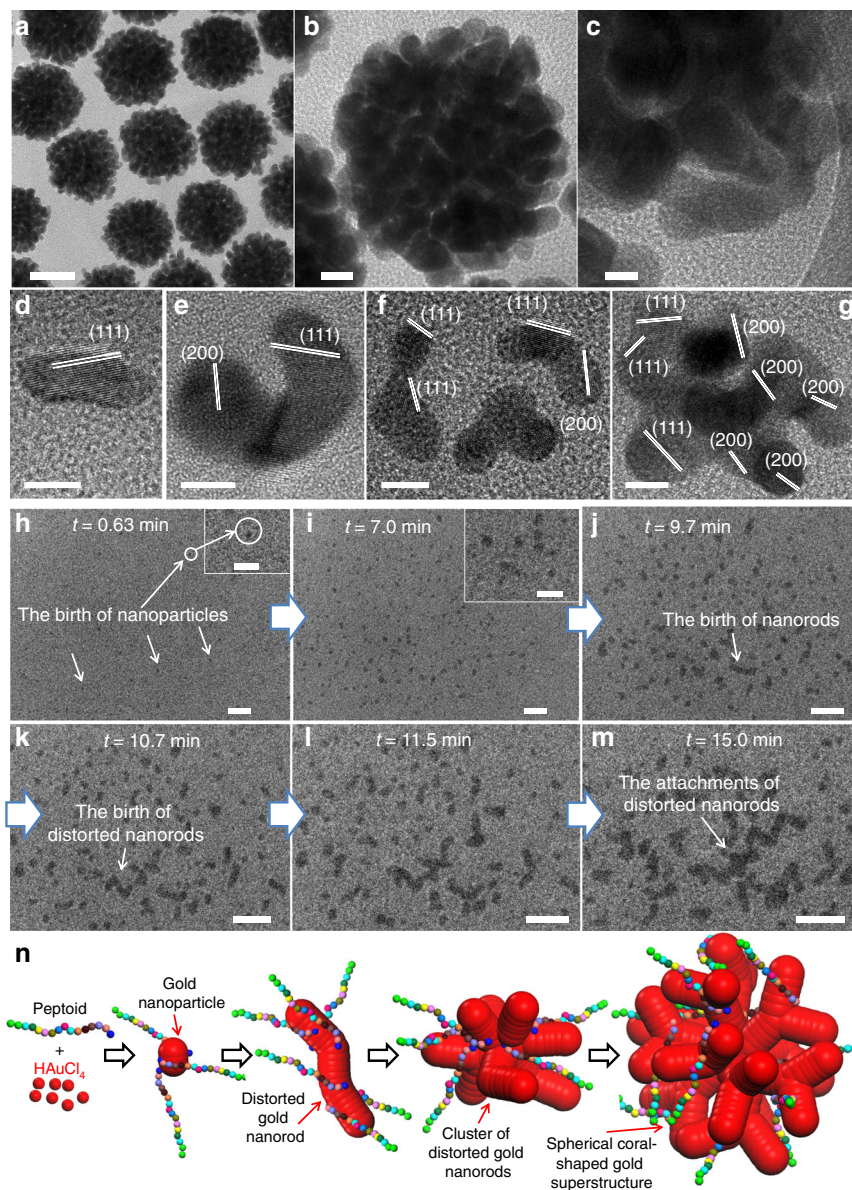 a
b
c
d
(111)
e
(200)
(111)
f
(111)
(111)
(111)
(200)
g
(111)
(111)
(200)
(200)
(200)
(111)
(200)
(200)
h
t = 0.63 min
The birth of nanoparticles
i
t = 7.0 min
j
t = 9.7 min
The birth of nanorods
k
t = 10.7 min
The birth of
distorted nanorods
l
t = 11.5 min
m
t = 15.0 min
The attachments of
distorted nanorods
n
Peptoid
+
HAuCl4
Gold
nanoparticle
Distorted
gold
nanorod
Cluster of
distorted gold
nanorods
Spherical coral-
shaped gold
superstructure